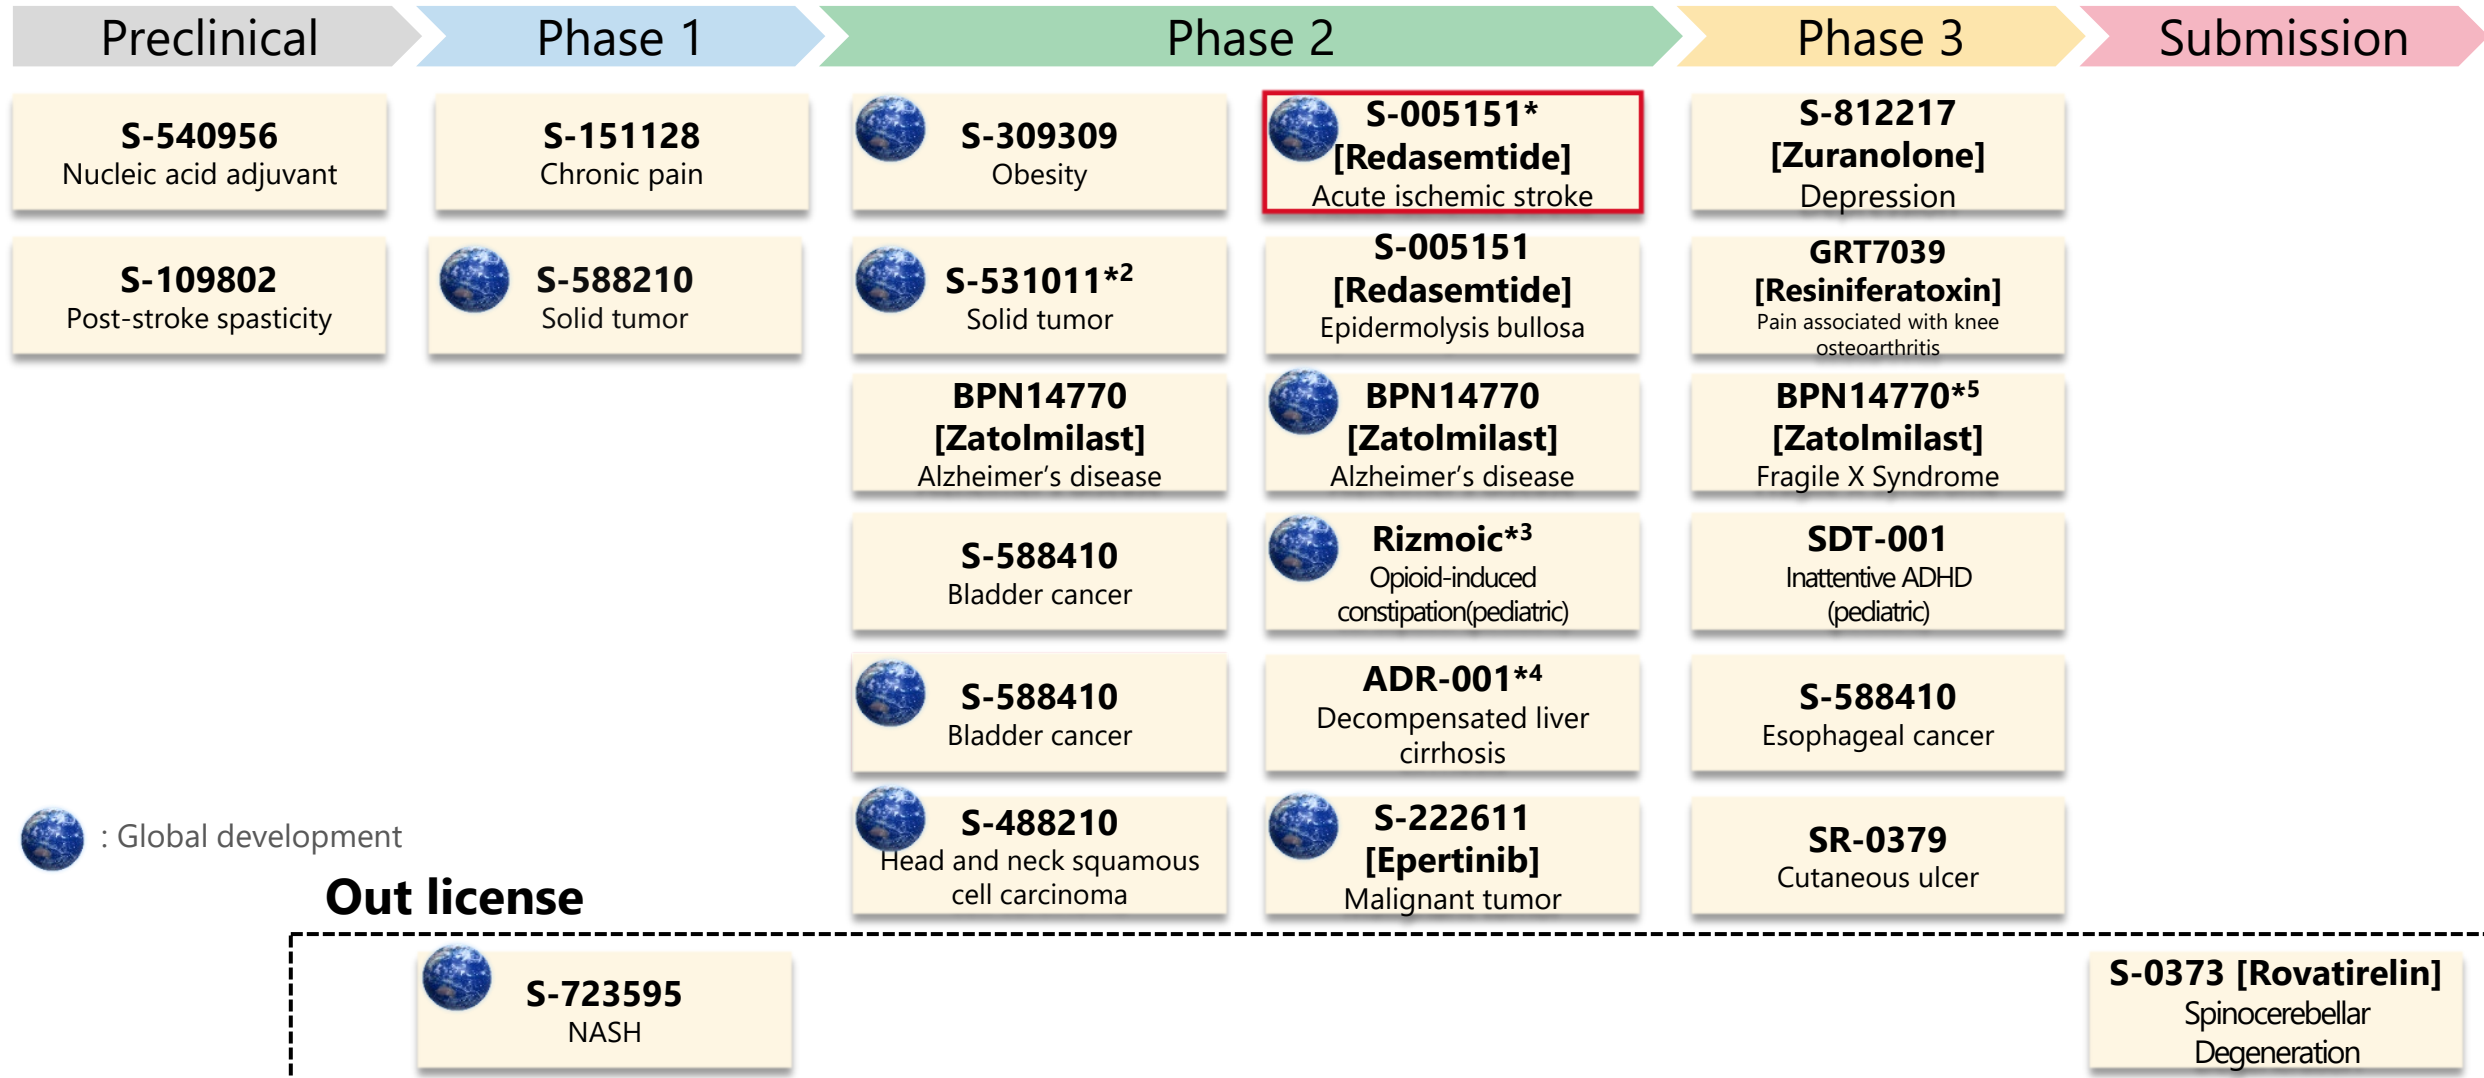 Preclinical
Phase 1
Phase 2
Phase 3
Submission
S-540956
Nucleic acid adjuvant
S-109802
Post-stroke spasticity
S-151128
Chronic pain
S-588210
Solid tumor
S-309309
Obesity
S-531011*2
Solid tumor
BPN14770
[Zatolmilast]
Alzheimer's disease
S-588410
Bladder cancer
S-588410
Bladder cancer
S-488210
Head and neck squamous
cell carcinoma
S-005151*
[Redasemtide]
Acute ischemic stroke
S-005151
[Redasemtide]
Epidermolysis bullosa
BPN14770
[Zatolmilast]
Alzheimer's disease
Rizmoic*3
Opioid-induced
constipation(pediatric)
ADR-001*4
Decompensated liver
cirrhosis
S-222611
[Epertinib]
Malignant tumor
S-812217
[Zuranolone]
Depression
GRT7039
[Resiniferatoxin]
Pain associated with knee
osteoarthritis
BPN14770*5
[Zatolmilast]
Fragile X Syndrome
SDT-001
Inattentive ADHD
(pediatric)
S-588410
Esophageal cancer
SR-0379
Cutaneous ulcer
: Global development
Out license
S-723595
NASH
S-0373 [Rovatirelin]
Spinocerebellar
Degeneration